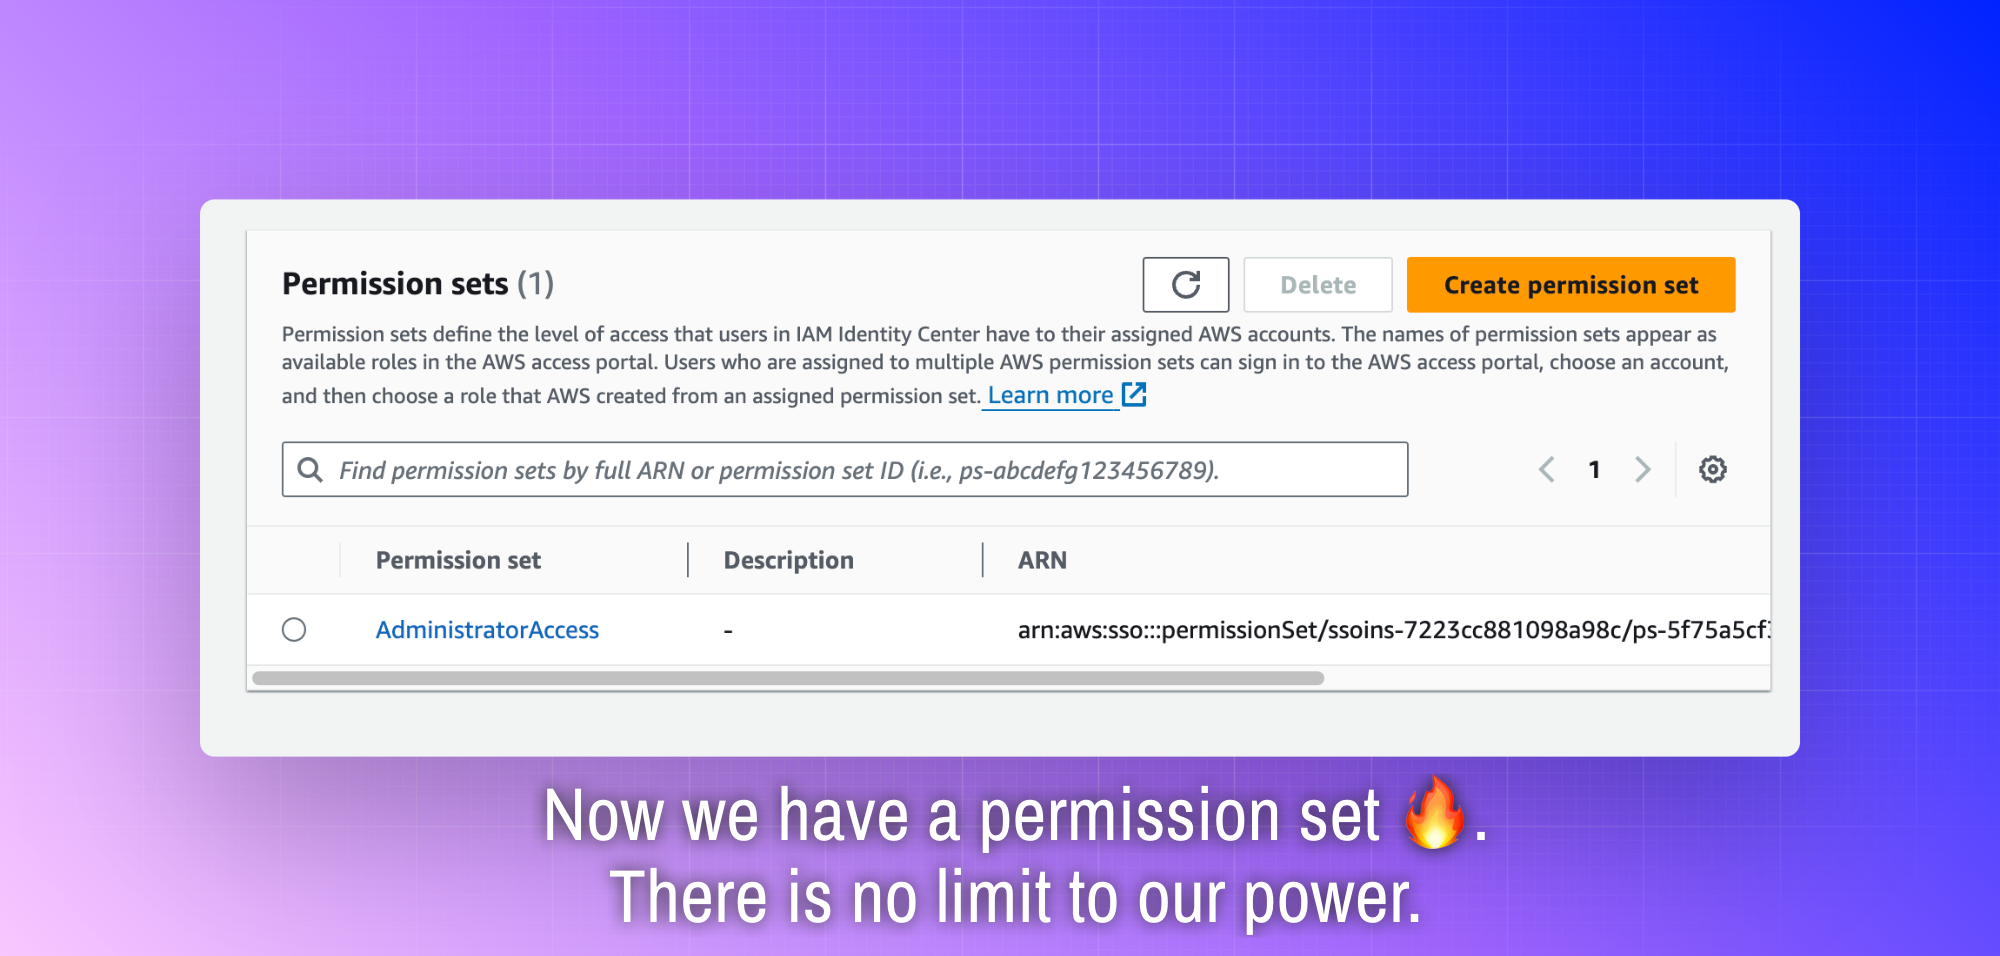 Permission sets (1)
Delete
Create permission set
Permission sets define the level of access that users in IAM Identity Center have to their assigned AWS accounts. The names of permission sets appear as
available roles in the AWS access portal. Users who are assigned to multiple AWS permission sets can sign in to the AWS access portal, choose an account,
and then choose a role that AWS created from an assigned permission set. Learn more
Find permission sets by full ARN or permission set ID (i.e., ps-abcdefg123456789).
1
Permission set
Description
ARN
AdministratorAccess
-
arn:aws:sso:::permissionSet/ssoins-7223cc881098a98c/ps-5f75a5cf
Now we have a permission set 🔥.
There is no limit to our power.